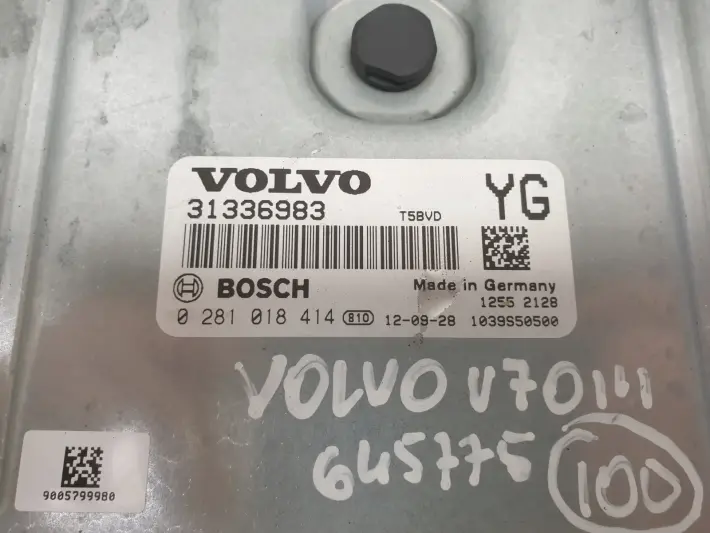 VOLVO YG
31336983 T5BVD
BOSCH Made in Germany
1255 2128
0 281 018 414 810 12-09-28 1039S50500
VOLVO V70III
645775 100
9005799980